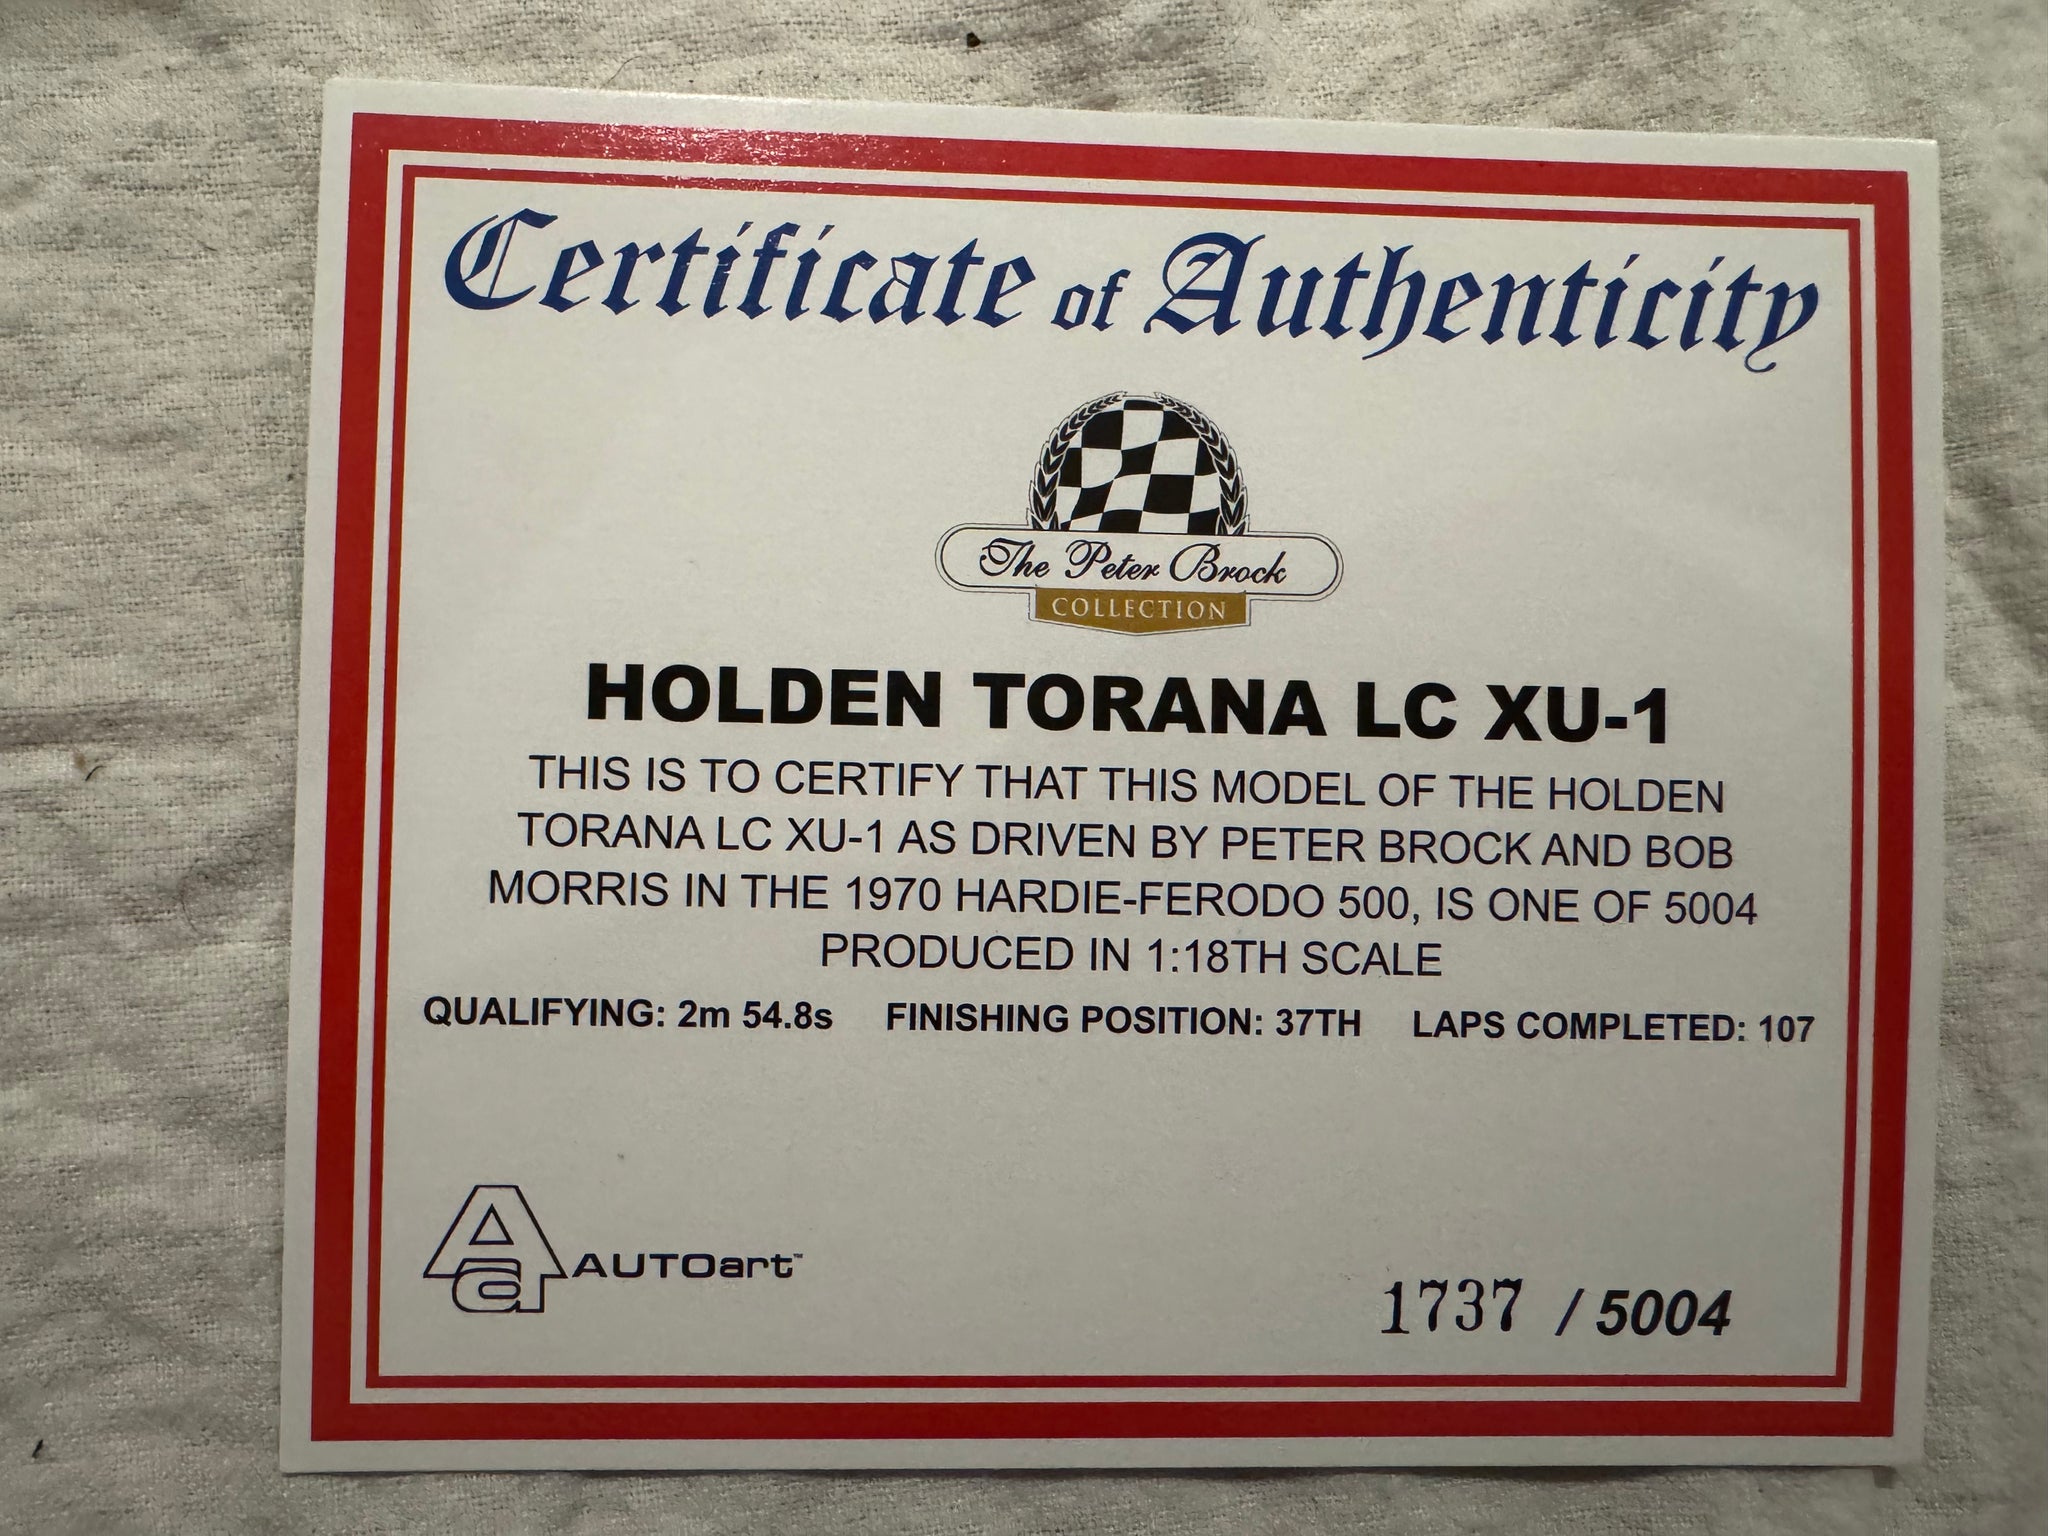 Certificate of Authenticity
The Peter Brock
COLLECTION
HOLDEN TORANA LC XU-1
THIS IS TO CERTIFY THAT THIS MODEL OF THE HOLDEN
TORANA LC XU-1 AS DRIVEN BY PETER BROCK AND BOB
MORRIS IN THE 1970 HARDIE-FERODO 500, IS ONE OF 5004
PRODUCED IN 1:18TH SCALE
QUALIFYING: 2m 54.8s FINISHING POSITION: 37TH LAPS COMPLETED: 107
Aa AUTOart™
1737 / 5004